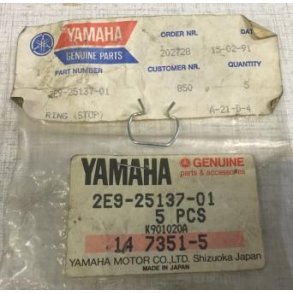 YAMAHA
GENUINE PARTS
ORDER NR.
202728
15-02-91
PART NUMBER
2E9-25137-01
CUSTOMER NR.
QUANTITY
850
5
RING (STOP)
A-21-D-4
YAMAHA
GENUINE
parts & accessories
2E9-25137-01
5 PCS
K901020A
14 7351-5
YAMAHA MOTOR CO.,LTD. Shizuoka Japan
MADE IN JAPAN